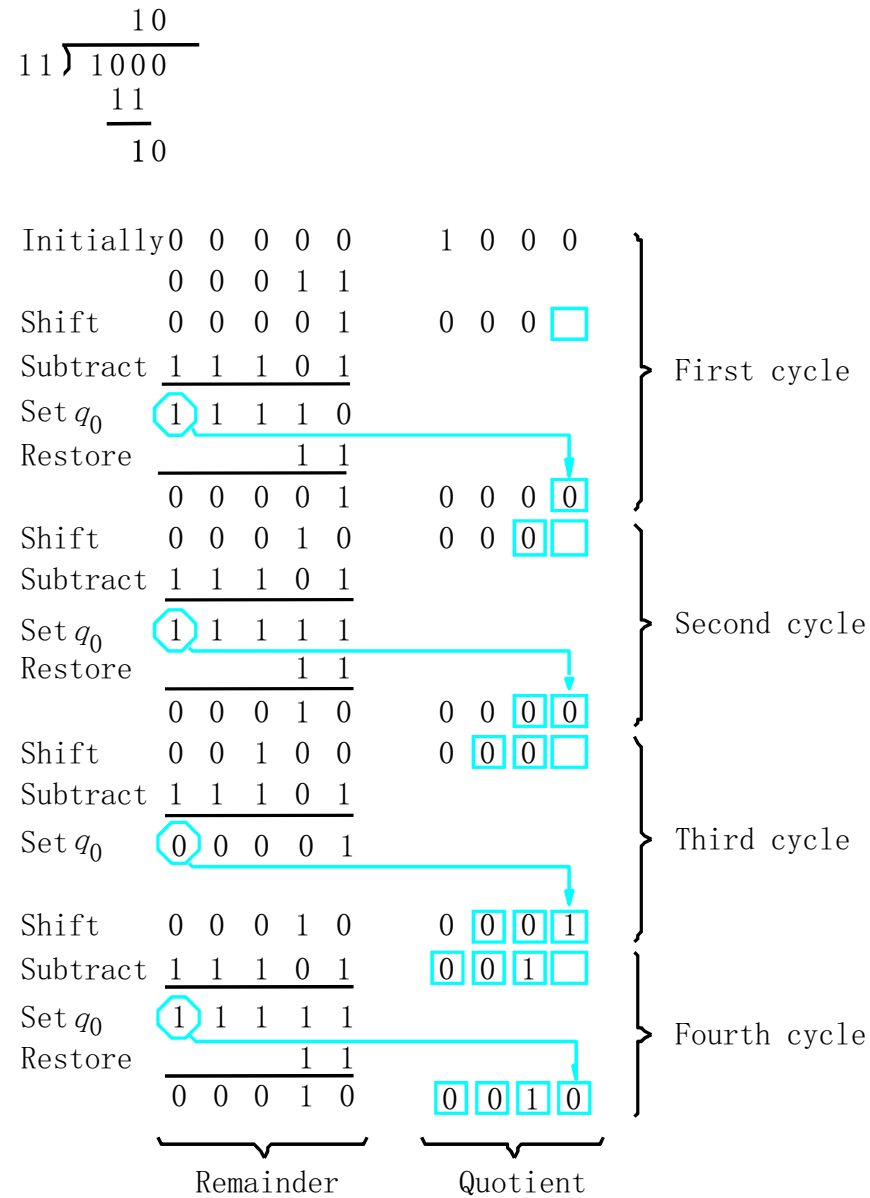 10
11 ) 1000
11
10
Initially 0 0 0 0 0 1 0 0 0
0 0 0 1 1
Shift 0 0 0 0 1 0 0 0
Subtract 1 1 1 0 1
First cycle
Set q0 1 1 1 1 0
Restore 1 1
0 0 0 0 1 0 0 0 0
Shift 0 0 0 1 0 0 0 0
Subtract 1 1 1 0 1
Second cycle
Set q0 1 1 1 1 1
Restore 1 1
0 0 0 1 0 0 0 0 0
Shift 0 0 1 0 0 0 0 0
Subtract 1 1 1 0 1
Third cycle
Set q0 0 0 0 0 1
Shift 0 0 0 1 0 0 0 0 1
Subtract 1 1 1 0 1 0 0 1
Set q0 1 1 1 1 1
Fourth cycle
Restore 1 1
0 0 0 1 0 0 0 1 0
Remainder Quotient